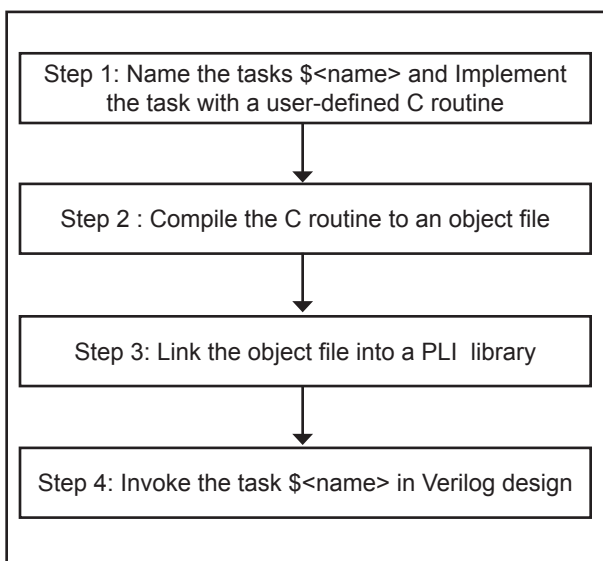 Step 1: Name the tasks $<name> and Implement
the task with a user-defined C routine
Step 2 : Compile the C routine to an object file
Step 3: Link the object file into a PLI library
Step 4: Invoke the task $<name> in Verilog design